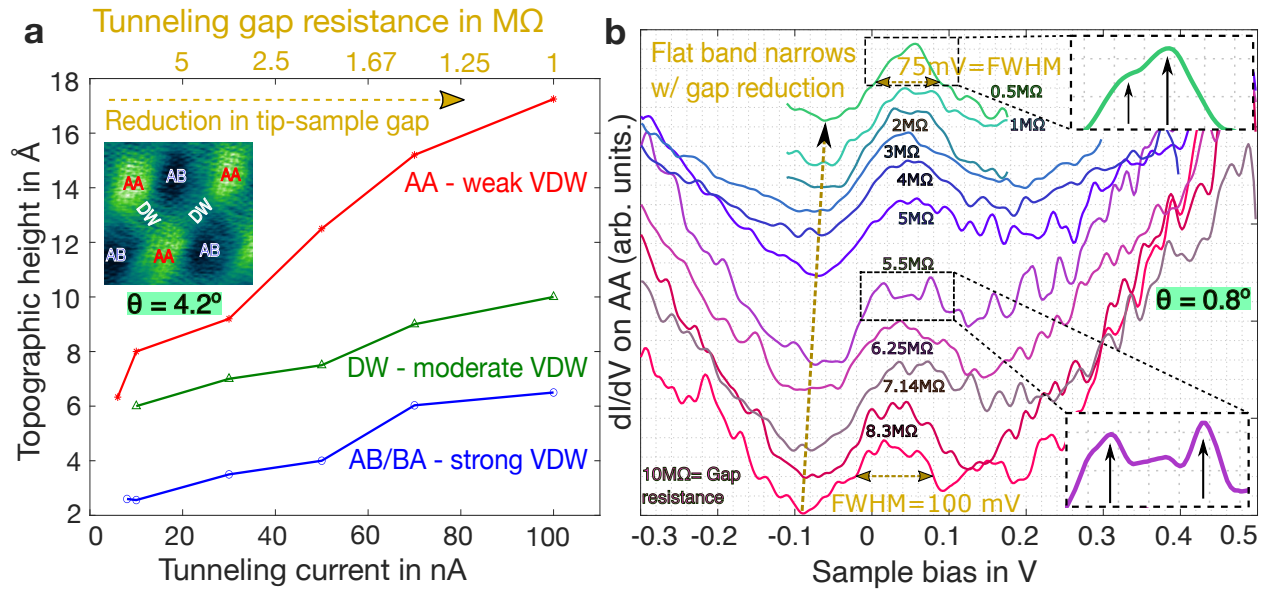 a
Tunneling gap resistance in MΩ
5 2.5 1.67 1.25 1
18
16
14
12
10
8
6
4
2
Topographic height in Å
Reduction in tip-sample gap
AA AB AA
DW DW
AB AA AB
θ = 4.2º
AA - weak VDW
DW - moderate VDW
AB/BA - strong VDW
0 20 40 60 80 100
Tunneling current in nA
b
Flat band narrows
w/ gap reduction
75mV=FWHM
0.5MΩ
1MΩ
2MΩ
3MΩ
4MΩ
5MΩ
5.5MΩ
6.25MΩ
7.14MΩ
8.3MΩ
10MΩ= Gap
resistance
FWHM=100 mV
θ = 0.8º
dI/dV on AA (arb. units.)
-0.3 -0.2 -0.1 0 0.1 0.2 0.3 0.4 0.5
Sample bias in V